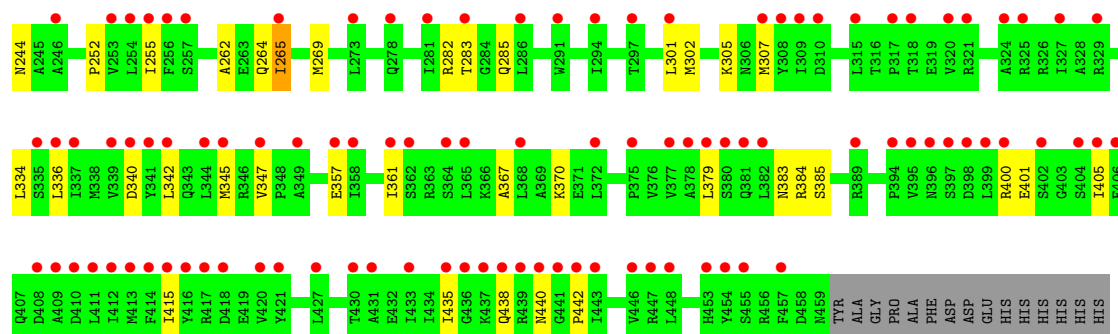 N244 A245 A246 P252 V253 L254 I255 F256 S257 A262 E263 Q264 I265 M269 L273 Q278 I281 R282 T283 G284 Q285 L286 W291 I294 T297 L301 M302 K305 N306 M307 Y308 I309 D310 L315 T316 P317 T318 E319 V320 R321 A324 R325 R326 I327 A328 R329
L334 S335 L336 I337 M338 V339 D340 Y341 L342 Q343 L344 M345 R346 V347 P348 A349 E357 I358 I361 S362 R363 S364 L365 K366 A367 L368 A369 K370 E371 L372 P375 V376 V377 A378 L379 S380 Q381 L382 N383 R384 S385 R389 P394 V395 N396 S397 D398 L399 R400 E401 S402 G403 S404 I405
Q407 D408 A409 D410 L411 I412 M413 F414 I415 Y416 R417 D418 E419 V420 Y421 L427 T430 A431 E432 I433 I434 I435 G436 K437 Q438 R439 N440 G441 P442 I443 V446 R447 L448 H453 Y454 S455 R456 F457 D458 N459 TYR ALA GLY PRO ALA PHE ASP ASP GLU HIS HIS HIS HIS HIS HIS